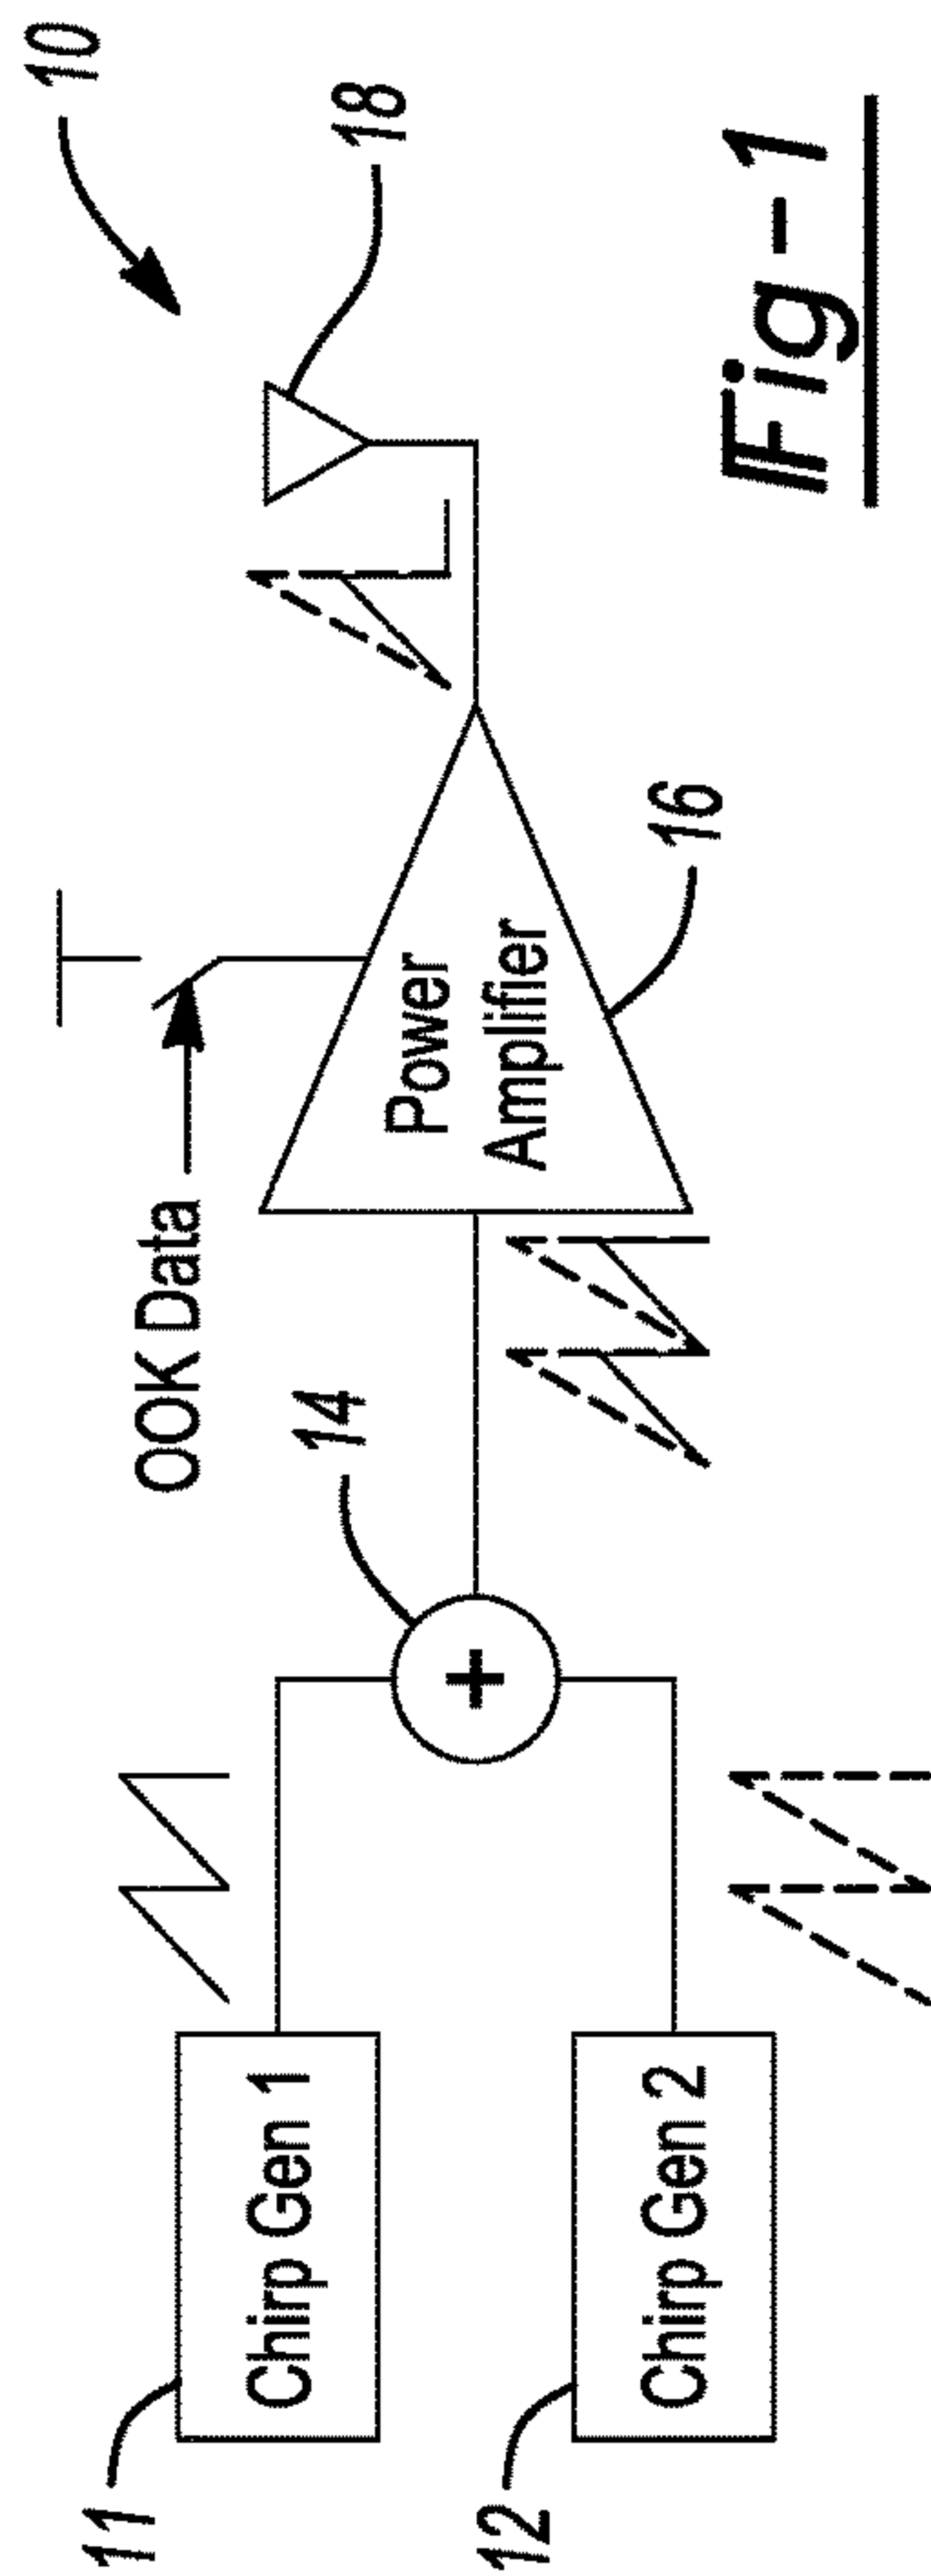 10
18
OOK Data
14
Power
Amplifier
16
11
Chirp Gen 1
+
12
Chirp Gen 2
Fig-1